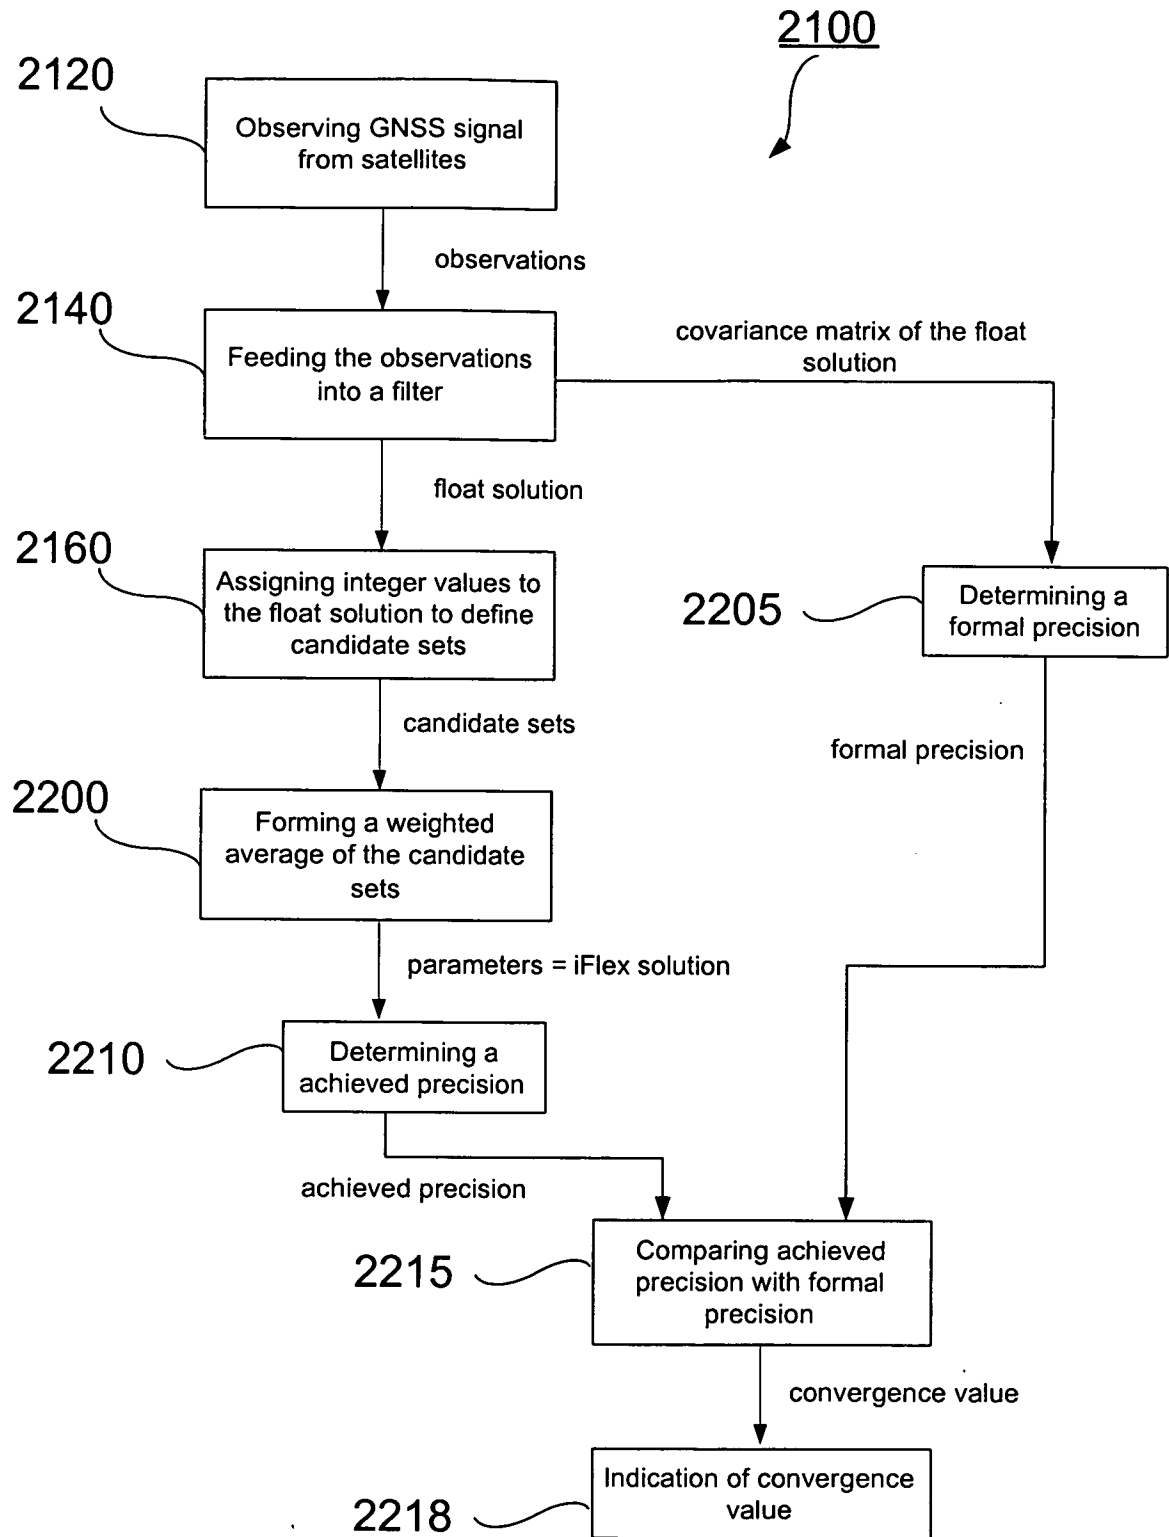 2100
2120
Observing GNSS signal
from satellites
observations
2140
Feeding the observations
into a filter
covariance matrix of the float
solution
float solution
2160
Assigning integer values to
the float solution to define
candidate sets
2205
Determining a
formal precision
candidate sets
formal precision
2200
Forming a weighted
average of the candidate
sets
parameters = iFlex solution
2210
Determining a
achieved precision
achieved precision
2215
Comparing achieved
precision with formal
precision
convergence value
2218
Indication of convergence
value